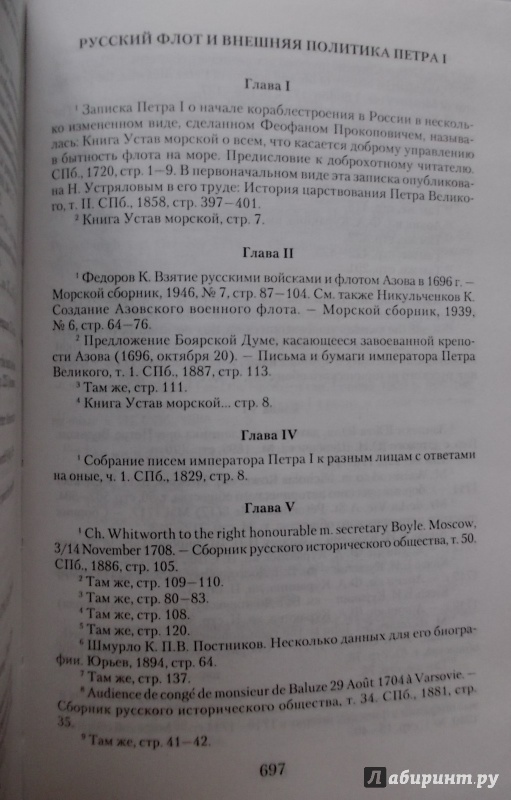 РУССКИЙ ФЛОТ И ВНЕШНЯЯ ПОЛИТИКА ПЕТРА I
Глава I
¹ Записка Петра I о начале кораблестроения в России в несколь-
ко измененном виде, сделанном Феофаном Прокоповичем, называ-
лась: Книга Устав морской о всем, что касается доброму управлению
в бытность флота на море. Предисловие к доброхотному читателю.
СПб., 1720, стр. 1–9. В первоначальном виде эта записка опубликова-
на Н. Устряловым в его труде: История царствования Петра Велико-
го, т. II. СПб., 1858, стр. 397–401.
² Книга Устав морской, стр. 7.
Глава II
¹ Федоров К. Взятие русскими войсками и флотом Азова в 1696 г. –
Морской сборник, 1946, № 7, стр. 87–104. См. также Никульченков К.
Создание Азовского военного флота. – Морской сборник, 1939,
№ 6, стр. 64–76.
² Предложение Боярской Думе, касающееся завоеванной крепо-
сти Азова (1696, октября 20). – Письма и бумаги императора Петра
Великого, т. 1. СПб., 1887, стр. 113.
³ Там же, стр. 111.
⁴ Книга Устав морской... стр. 8.
Глава IV
¹ Собрание писем императора Петра I к разным лицам с ответами
на оные, ч. 1. СПб., 1829, стр. 8.
Глава V
¹ Ch. Whitworth to the right honourable m. secretary Boyle. Moscow,
3/14 November 1708. – Сборник русского исторического общества, т. 50.
СПб., 1886, стр. 105.
² Там же, стр. 109–110.
³ Там же, стр. 80–83.
⁴ Там же, стр. 108.
⁵ Там же, стр. 120.
⁶ Шмурло К. П.В. Постников. Несколько данных для его биогра-
фии. Юрьев, 1894, стр. 64.
⁷ Там же, стр. 137.
⁸ Audience de congé de monsieur de Baluze 29 Août 1704 à Varsovie. –
Сборник русского исторического общества, т. 34. СПб., 1881, стр.
35.
⁹ Там же, стр. 41–42.
697
Лабиринт.ру